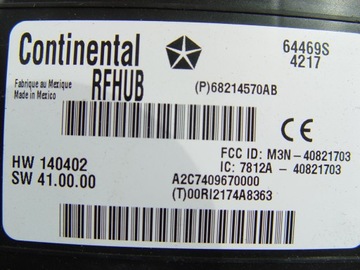 Continental
RFHUB
64469S
4217
Fabrique au Mexique
Made in Mexico
(P)68214570AB
CE
FCC ID: M3N-40821703
IC: 7812A - 40821703
HW 140402
SW 41.00.00
A2C7409670000
(T)00RI2174A8363